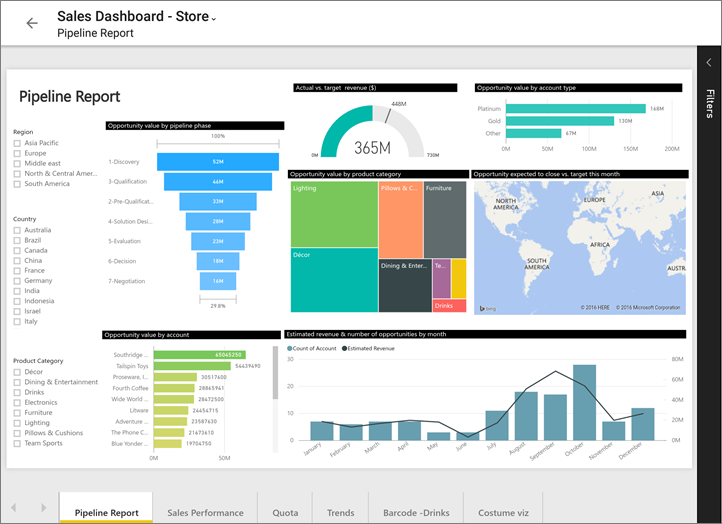 Sales Dashboard - Store
Pipeline Report
Filters
Pipeline Report
Region
Asia Pacific
Europe
Middle east
North & Central Amer...
South America
Country
Australia
Brazil
Canada
China
France
Germany
India
Indonesia
Israel
Italy
Product Category
Décor
Dining & Entertainment
Drinks
Electronics
Furniture
Lighting
Pillows & Cushions
Team Sports
Opportunity value by pipeline phase
100%
1-Discovery 52M
3-Qualification 46M
2-Pre-Qualificat... 33M
4-Solution Desi... 28M
5-Evaluation 23M
6-Decision 18M
7-Negotiation 16M
29.8%
Actual vs. target revenue ($)
448M
365M
0M 730M
Opportunity value by account type
Platinum 168M
Gold 130M
Other 67M
0M 50M 100M 150M 200M
Opportunity value by product category
Lighting
Pillows & C...
Furniture
Décor
Dining & Enter...
Te...
Drinks
Opportunity expected to close vs. target this month
NORTH
AMERICA
EUROPE
ASIA
AFRICA
SOUTH
AMERICA
AUSTR
bing
© 2016 HERE © 2016 Microsoft Corporation
Opportunity value by account
Southridge ... 65045250
Tailspin Toys 54439490
Proseware, I... 30517600
Fourth Coffee 28865961
Wide World ... 28472500
Litware 24454715
Adventure ... 23587630
The Phone C... 21673610
Blue Yonder ... 19704750
0M 50M
Estimated revenue & number of opportunities by month
Count of Account Estimated Revenue
30 80M
20 60M
40M
10 20M
0 0M
January February March April May June July August September October November December
Pipeline Report Sales Performance Quota Trends Barcode -Drinks Costume viz